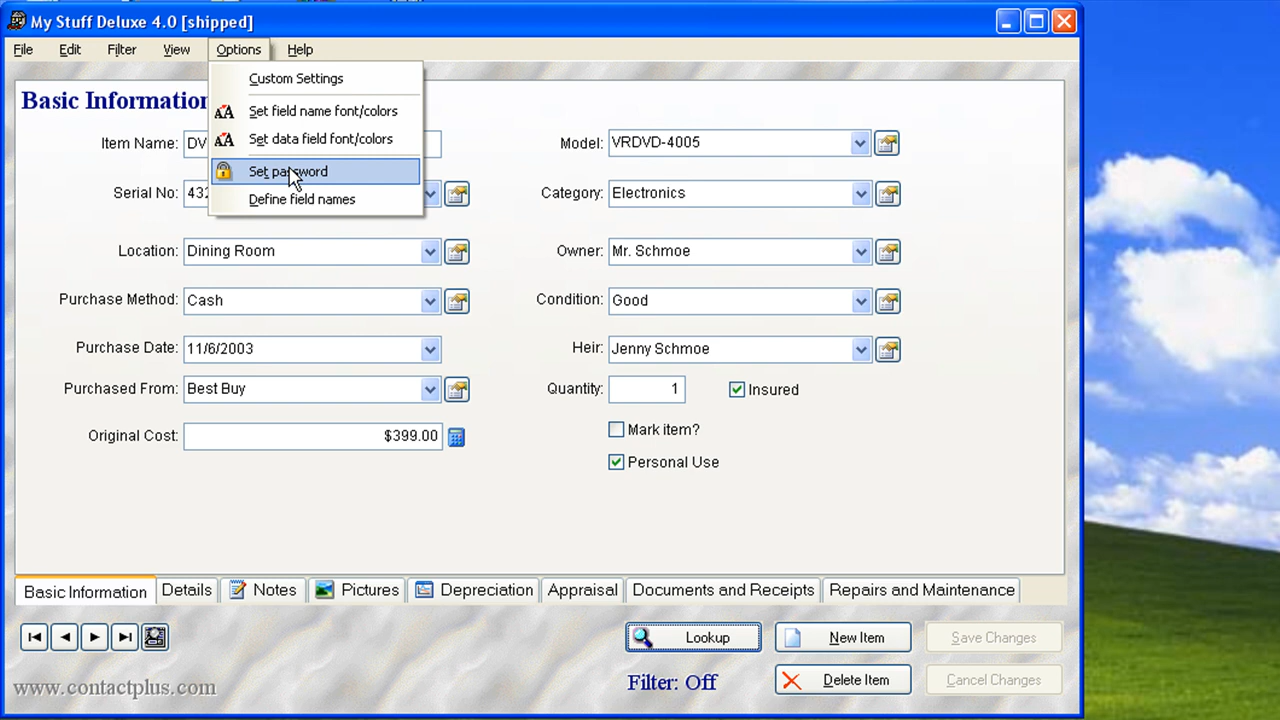 My Stuff Deluxe 4.0 [shipped]
File Edit Filter View Options Help
Custom Settings
Set field name font/colors
Set data field font/colors
Set password
Define field names
Basic Information
Item Name: DV
Model: VRDVD-4005
Serial No: 432
Category: Electronics
Location: Dining Room
Owner: Mr. Schmoe
Purchase Method: Cash
Condition: Good
Purchase Date: 11/6/2003
Heir: Jenny Schmoe
Purchased From: Best Buy
Quantity: 1 Insured
Original Cost: $399.00
Mark item?
Personal Use
Basic Information Details Notes Pictures Depreciation Appraisal Documents and Receipts Repairs and Maintenance
Lookup New Item Save Changes
www.contactplus.com Filter: Off Delete Item Cancel Changes